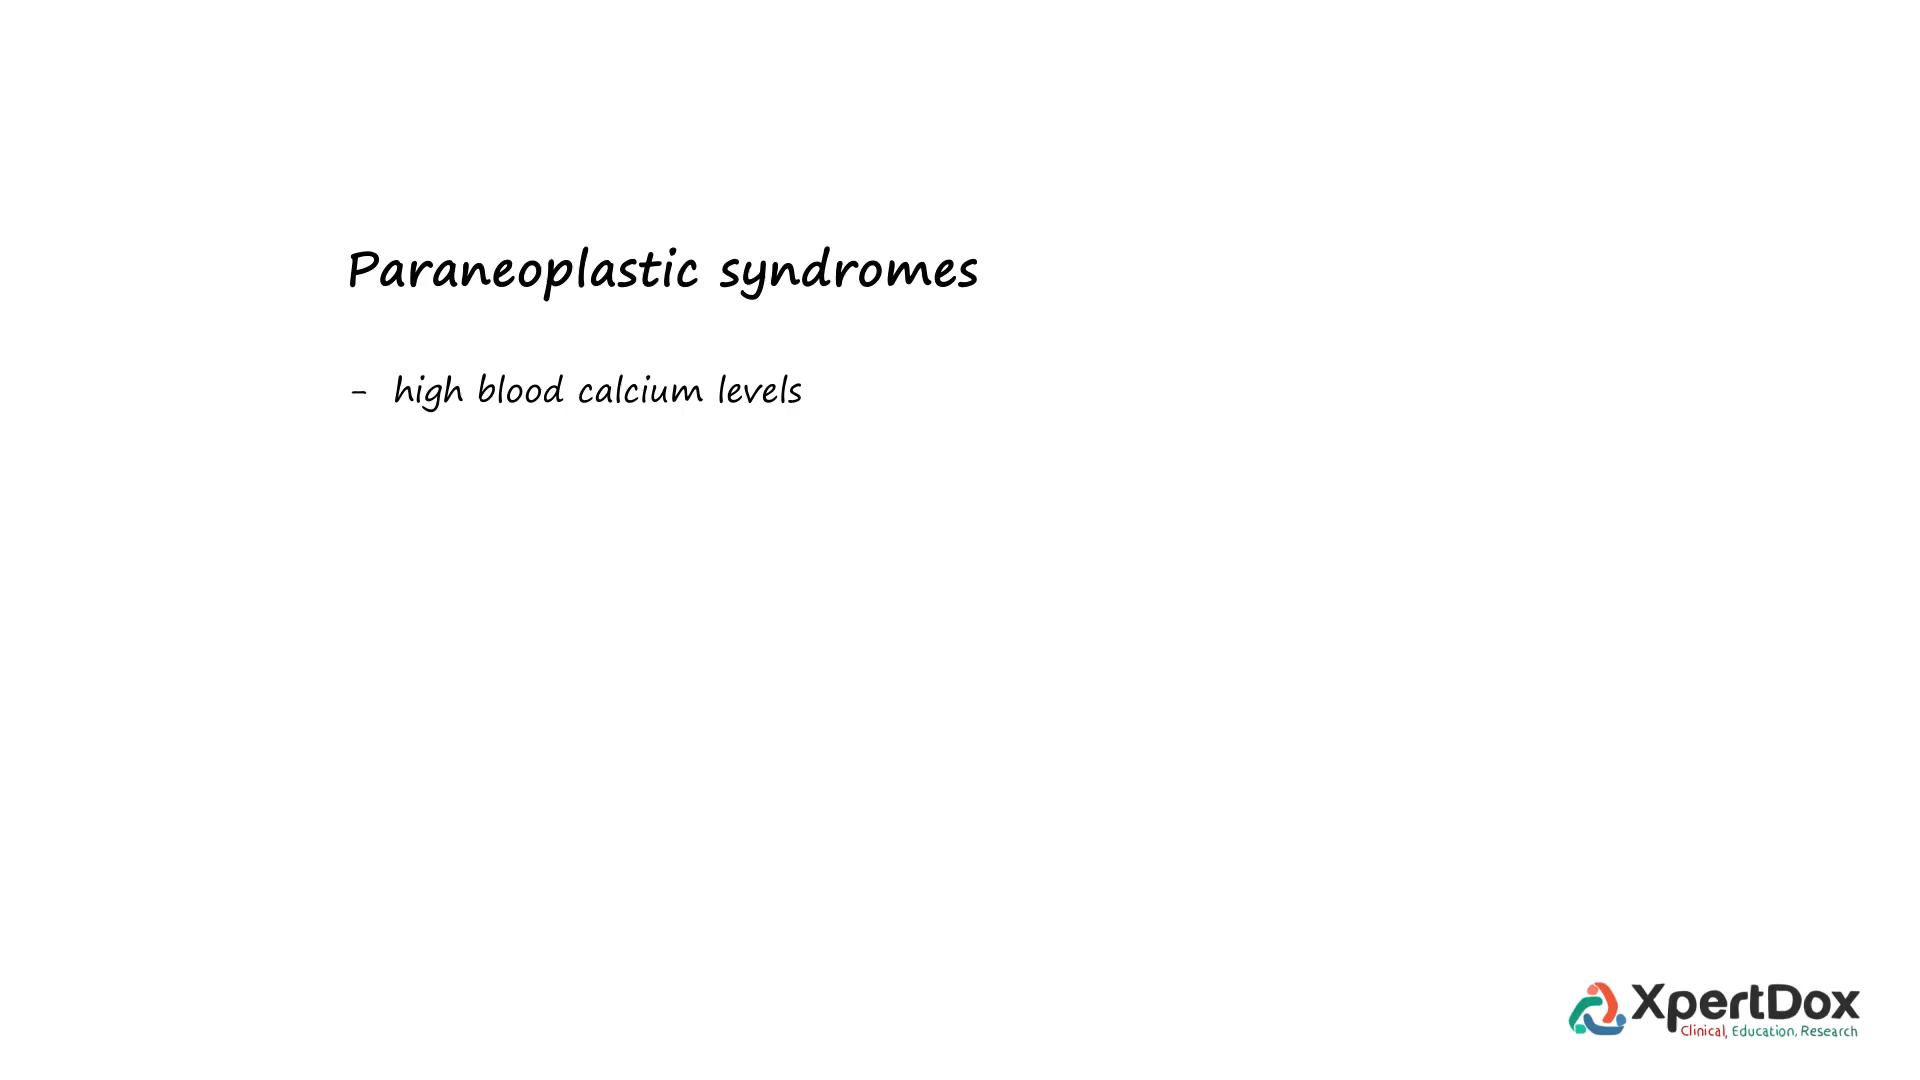 Paraneoplastic syndromes
- high blood calcium levels
XpertDox
Clinical, Education, Research